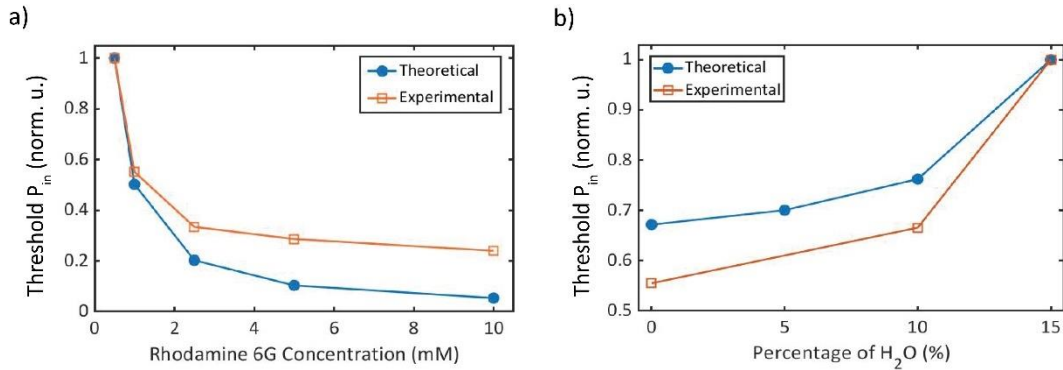 a)
Threshold P_in (norm. u.)
1
0.8
0.6
0.4
0.2
0
0
2
4
6
8
10
Rhodamine 6G Concentration (mM)
Theoretical
Experimental
b)
Threshold P_in (norm. u.)
1
0.9
0.8
0.7
0.6
0.5
0
5
10
15
Percentage of H₂O (%)
Theoretical
Experimental